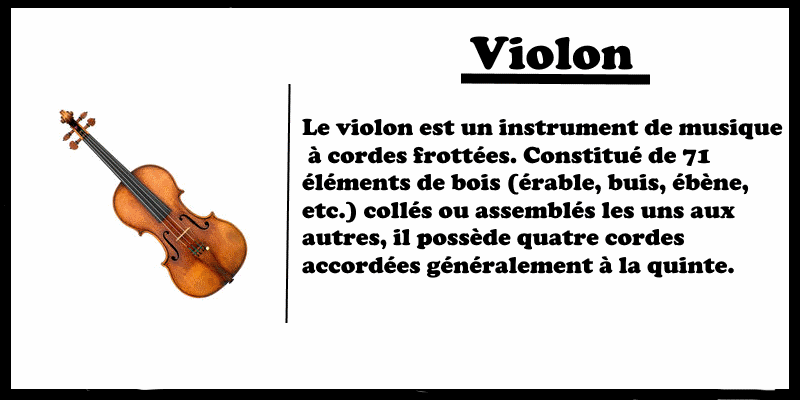 Violon
Le violon est un instrument de musique
à cordes frottées. Constitué de 71
éléments de bois (érable, buis, ébène,
etc.) collés ou assemblés les uns aux
autres, il possède quatre cordes
accordées généralement à la quinte.